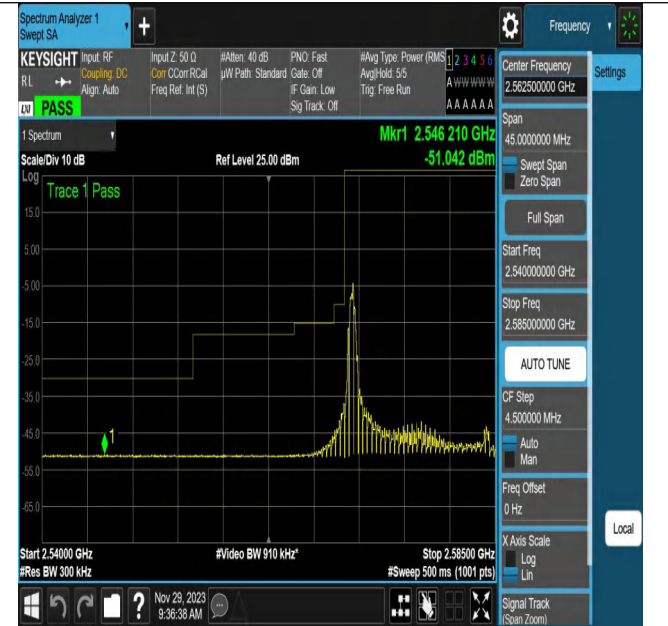 Spectrum Analyzer 1
Swept SA
+
Frequency
KEYSIGHT
RL
LXI PASS
Input: RF
Coupling: DC
Align: Auto
Input Z: 50 Ω
Corr CCorr RCal
Freq Ref: Int (S)
#Atten: 40 dB
µW Path: Standard
PNO: Fast
Gate: Off
IF Gain: Low
Sig Track: Off
#Avg Type: Power (RMS
Avg|Hold: 5/5
Trig: Free Run
1 2 3 4 5 6
A W W W W W
A A A A A A
1 Spectrum
Scale/Div 10 dB
Ref Level 25.00 dBm
Mkr1 2.546 210 GHz
-51.042 dBm
Log
Trace 1 Pass
15.0
5.00
-5.00
-15.0
-25.0
-35.0
-45.0
-55.0
-65.0
1
Start 2.54000 GHz
#Res BW 300 kHz
#Video BW 910 kHz*
Stop 2.58500 GHz
#Sweep 500 ms (1001 pts)
Center Frequency
2.562500000 GHz
Span
45.0000000 MHz
Swept Span
Zero Span
Full Span
Start Freq
2.540000000 GHz
Stop Freq
2.585000000 GHz
AUTO TUNE
CF Step
4.500000 MHz
Auto
Man
Freq Offset
0 Hz
X Axis Scale
Log
Lin
Signal Track
(Span Zoom)
Settings
Local
?
Nov 29, 2023
9:36:38 AM